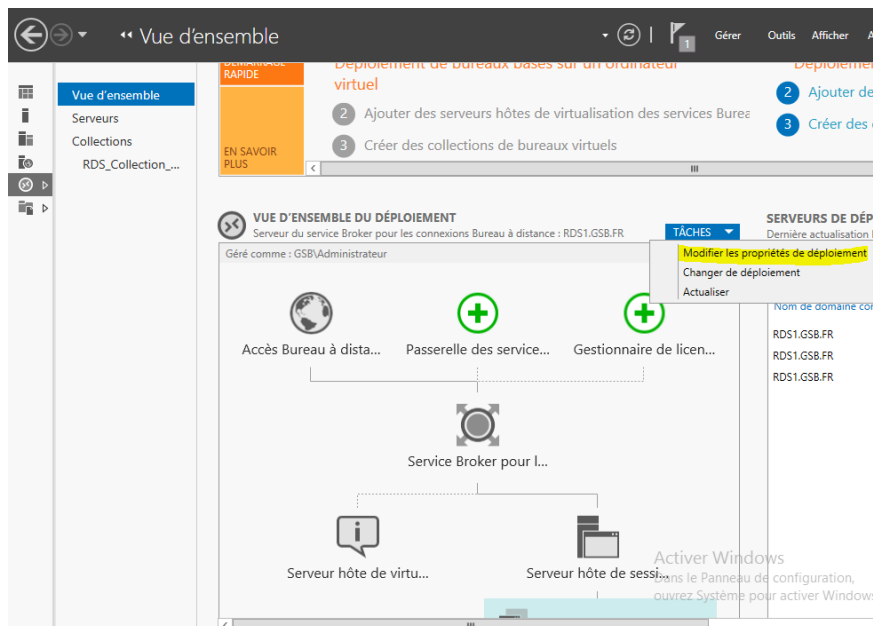 Vue d'ensemble
1
Gérer
Outils
Afficher
Vue d'ensemble
Serveurs
Collections
RDS_Collection_...
DÉMARRAGE
RAPIDE
EN SAVOIR
PLUS
Déploiement de bureaux basés sur un ordinateur
virtuel
2 Ajouter des serveurs hôtes de virtualisation des services
3 Créer des collections de bureaux virtuels
2 Ajouter de
3 Créer des
VUE D'ENSEMBLE DU DÉPLOIEMENT
Serveur du service Broker pour les connexions Bureau à distance : RDS1.GSB.FR
TÂCHES
Géré comme : GSB\Administrateur
Modifier les propriétés de déploiement
Changer de déploiement
Actualiser
SERVEURS DE
Dernière actualisation
Nom de domaine
RDS1.GSB.FR
RDS1.GSB.FR
RDS1.GSB.FR
Accès Bureau à dista...
Passerelle des service...
Gestionnaire de licen...
Service Broker pour l...
Serveur hôte de virtu...
Serveur hôte de sessi...
Activer Windows
Dans le Panneau de configuration,
ouvrez Système pour activer Windows